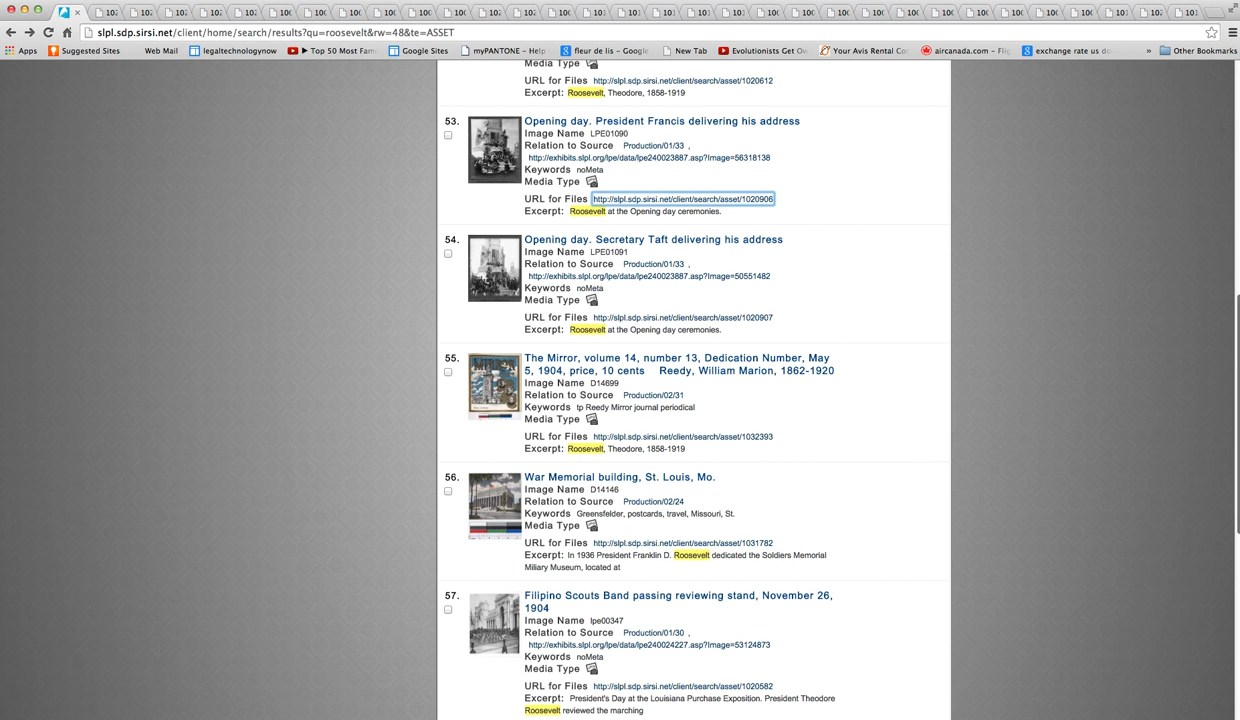 slpl.sdp.sirsi.net/client/home/search/results?qu=roosevelt&rw=48&te=ASSET
Apps Suggested Sites Web Mail legaltechnologynow Top 50 Most Fam Google Sites myPANTONE - Help fleur de lis - Google New Tab Evolutionists Get Your Avis Rental Co aircanada.com - Flig exchange rate us do » Other Bookmarks
Media Type
URL for Files http://slpl.sdp.sirsi.net/client/search/asset/1020612
Excerpt: Roosevelt, Theodore, 1858-1919
53. Opening day. President Francis delivering his address
Image Name LPE01090
Relation to Source Production/01/33 ,
http://exhibits.slpl.org/lpe/data/lpe240023887.asp?Image=56318138
Keywords noMeta
Media Type
URL for Files http://slpl.sdp.sirsi.net/client/search/asset/1020906
Excerpt: Roosevelt at the Opening day ceremonies.
54. Opening day. Secretary Taft delivering his address
Image Name LPE01091
Relation to Source Production/01/33 ,
http://exhibits.slpl.org/lpe/data/lpe240023887.asp?Image=50551482
Keywords noMeta
Media Type
URL for Files http://slpl.sdp.sirsi.net/client/search/asset/1020907
Excerpt: Roosevelt at the Opening day ceremonies.
55. The Mirror, volume 14, number 13, Dedication Number, May
5, 1904, price, 10 cents Reedy, William Marion, 1862-1920
Image Name D14699
Relation to Source Production/02/31
Keywords tp Reedy Mirror journal periodical
Media Type
URL for Files http://slpl.sdp.sirsi.net/client/search/asset/1032393
Excerpt: Roosevelt, Theodore, 1858-1919
56. War Memorial building, St. Louis, Mo.
Image Name D14146
Relation to Source Production/02/24
Keywords Greensfelder, postcards, travel, Missouri, St.
Media Type
URL for Files http://slpl.sdp.sirsi.net/client/search/asset/1031782
Excerpt: In 1936 President Franklin D. Roosevelt dedicated the Soldiers Memorial
Miliary Museum, located at
57. Filipino Scouts Band passing reviewing stand, November 26,
1904
Image Name lpe00347
Relation to Source Production/01/30 ,
http://exhibits.slpl.org/lpe/data/lpe240024227.asp?Image=53124873
Keywords noMeta
Media Type
URL for Files http://slpl.sdp.sirsi.net/client/search/asset/1020582
Excerpt: President's Day at the Louisiana Purchase Exposition. President Theodore
Roosevelt reviewed the marching